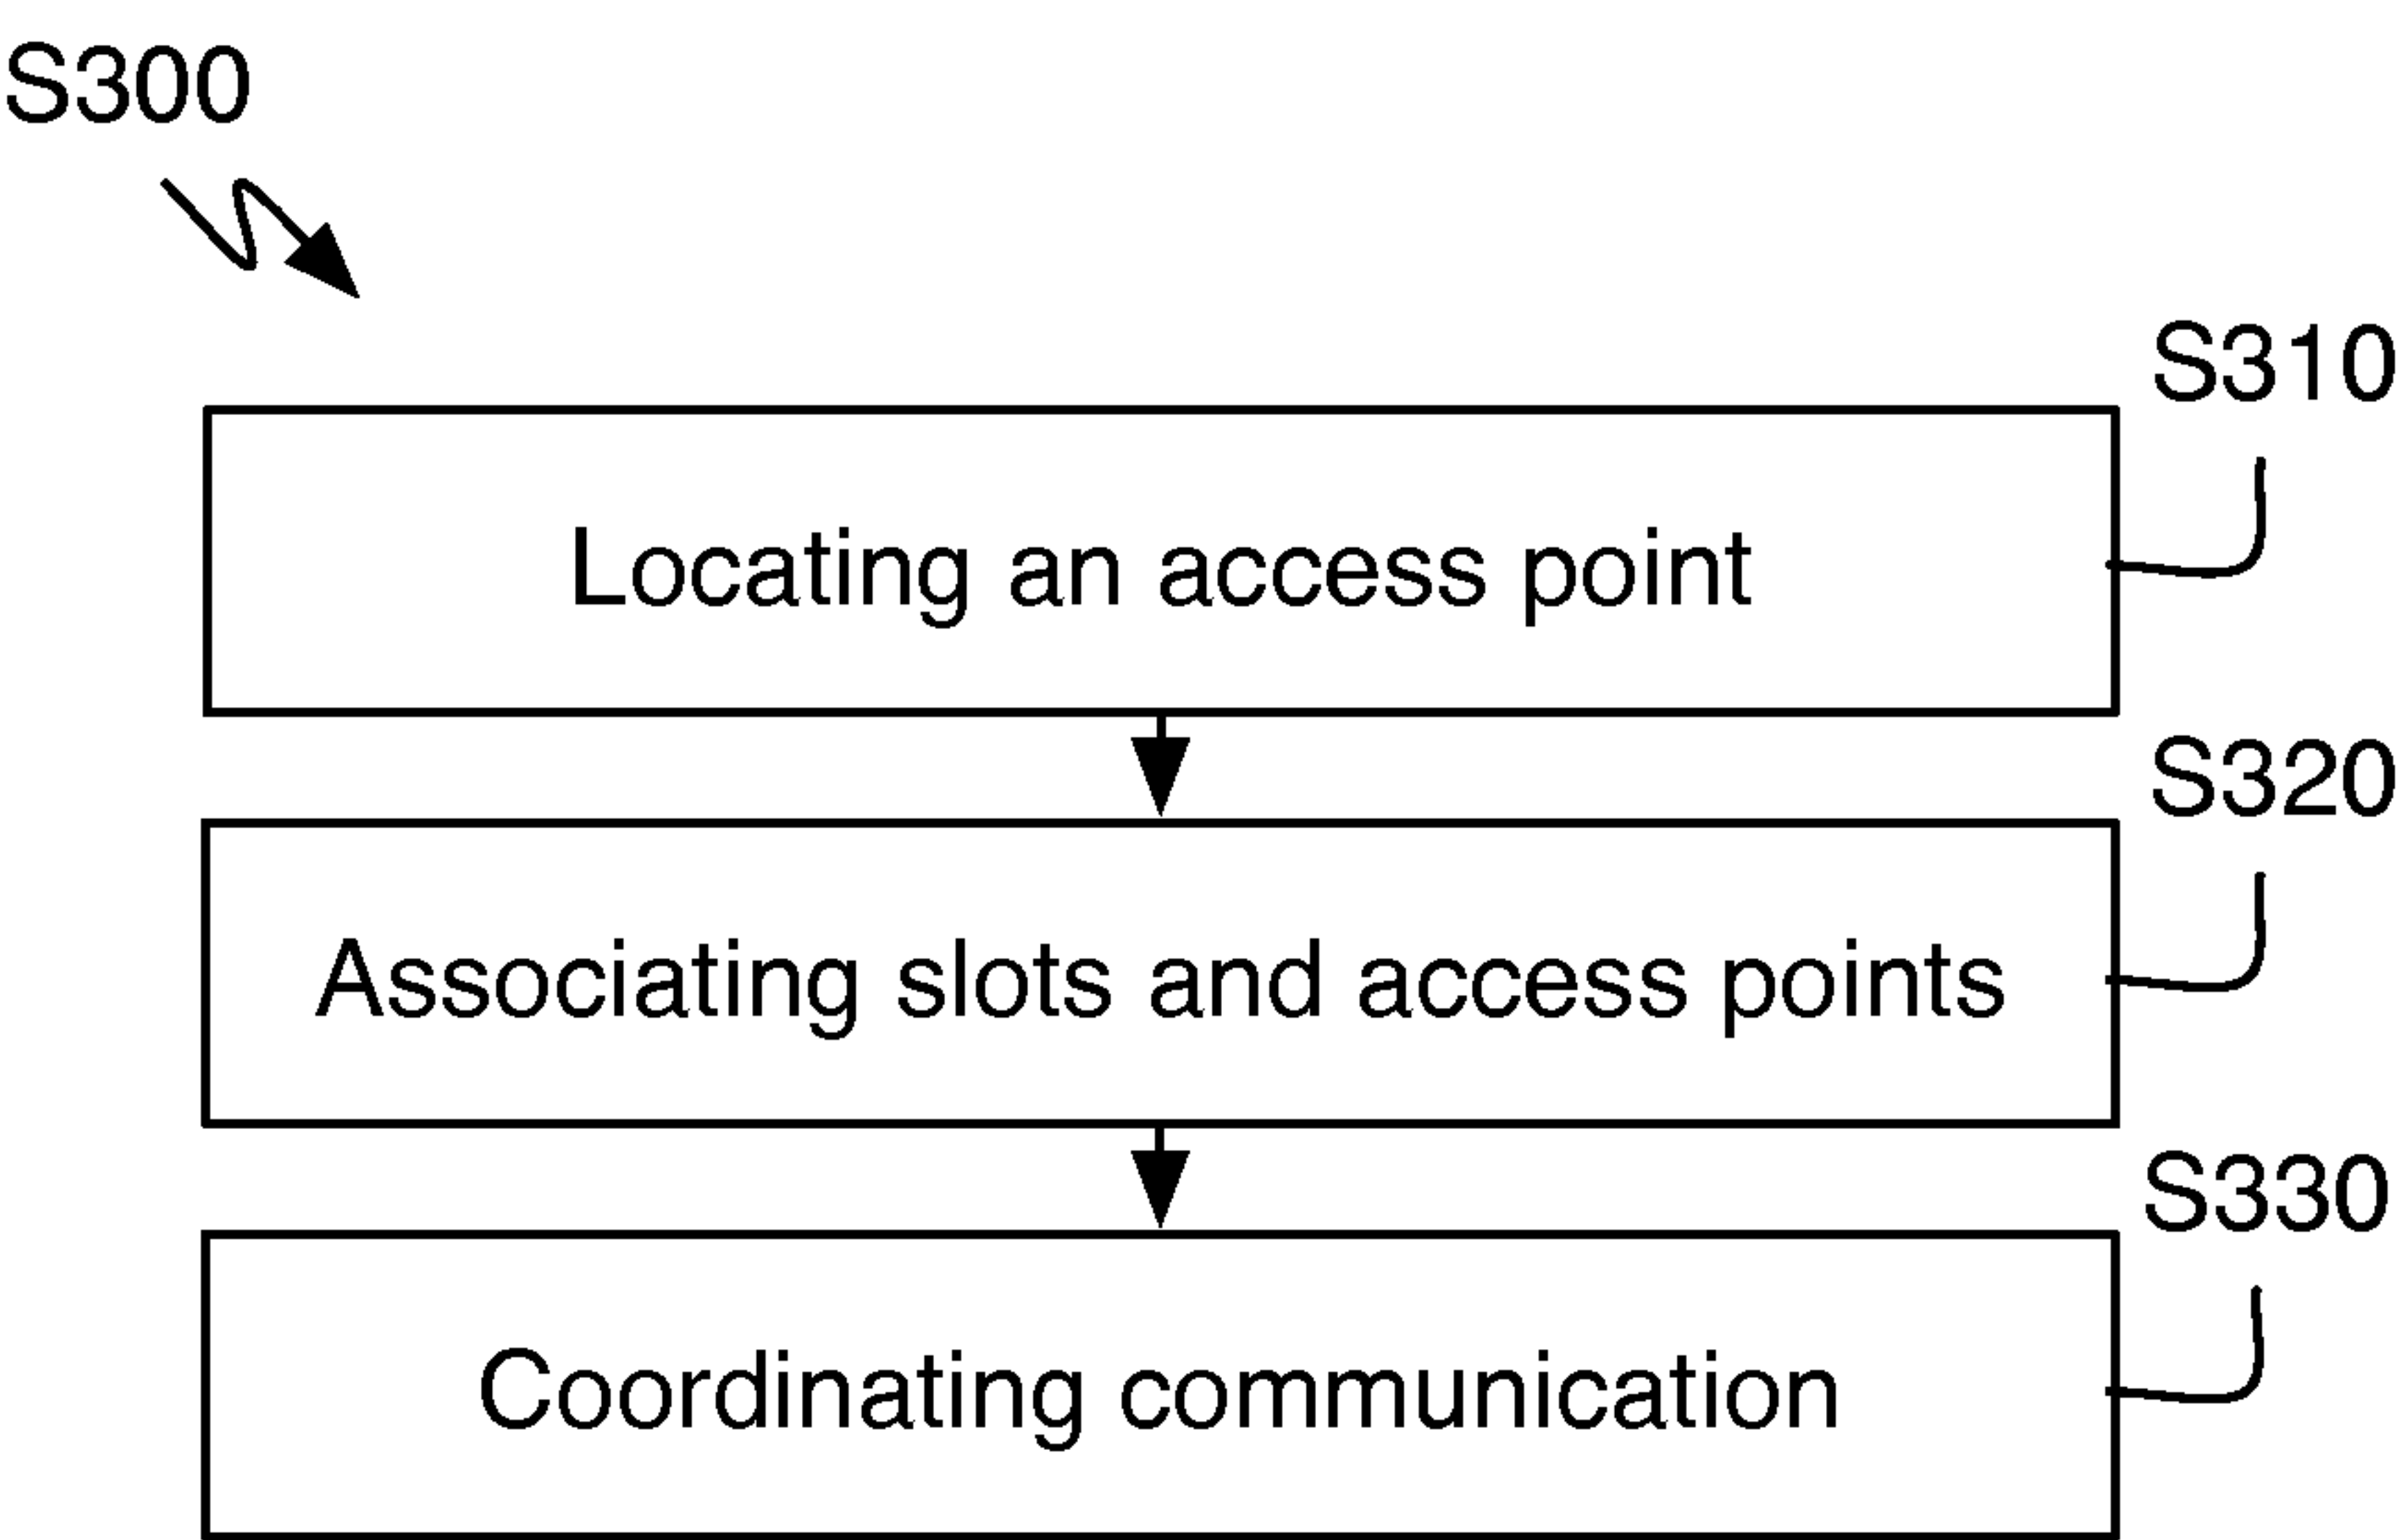 S300
S310
Locating an access point
S320
Associating slots and access points
S330
Coordinating communication